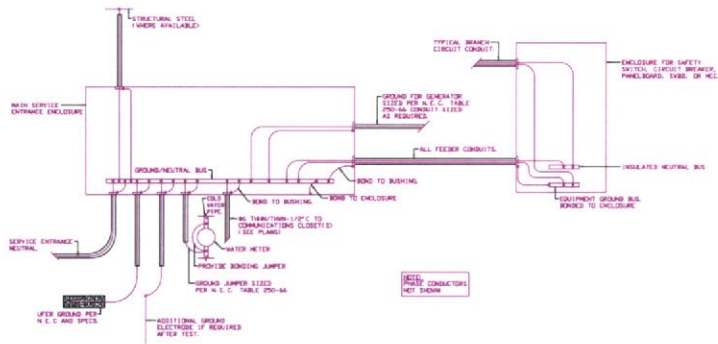 STRUCTURAL STEEL
(WHERE AVAILABLE)
TYPICAL BRANCH
CIRCUIT CONDUIT.
ENCLOSURE FOR SAFETY
SWITCH, CIRCUIT BREAKER,
PANELBOARD, SVBD, OR MCC
MAIN SERVICE
ENTRANCE ENCLOSURE
GROUND FOR GENERATOR
SIZED PER N.E.C. TABLE
250-66 CONDUIT SIZED
AS REQUIRED.
ALL FEEDER CONDUITS.
GROUND/NEUTRAL BUS
INSULATED NEUTRAL BUS
BOND TO BUSHING
BOND TO BUSHING
BOND TO ENCLOSURE
EQUIPMENT GROUND BUS,
BONDED TO ENCLOSURE
COLD
WATER
PIPE
#6 THHN/THWN-1/2"C TO
COMMUNICATIONS CLOSET(S)
(SEE PLANS)
SERVICE ENTRANCE
NEUTRAL.
WATER METER
PROVIDE BONDING JUMPER
GROUND JUMPER SIZED
PER N.E.C. TABLE 250-66
NOTE:
PHASE CONDUCTORS
NOT SHOWN
UFER GROUND PER
N.E.C AND SPECS.
ADDITIONAL GROUND
ELECTRODE IF REQUIRED
AFTER TEST.